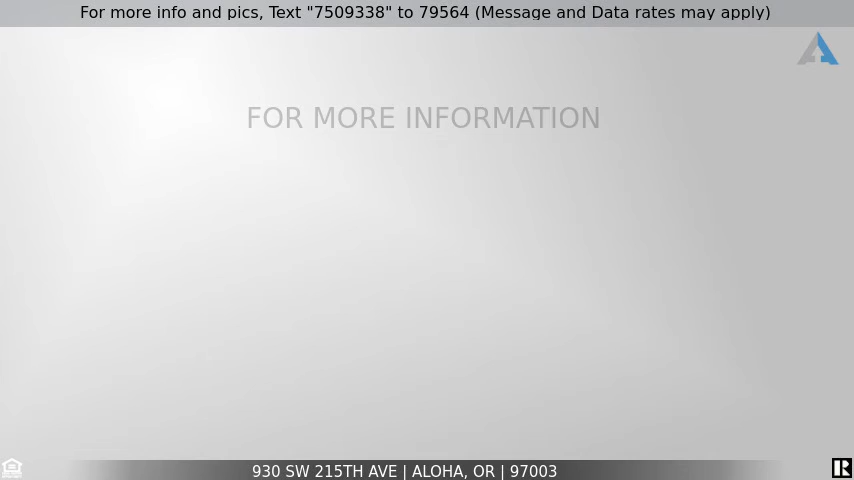 For more info and pics, Text "7509338" to 79564 (Message and Data rates may apply)
FOR MORE INFORMATION
930 SW 215TH AVE | ALOHA, OR | 97003